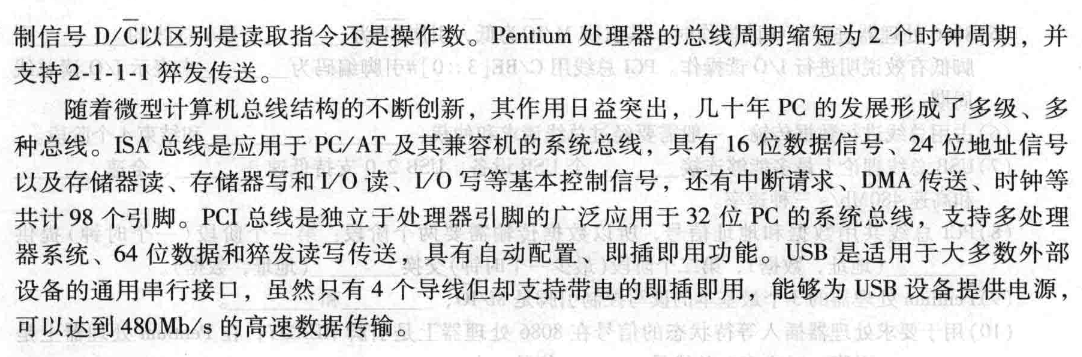 制信号 D/C̅以区别是读取指令还是操作数。Pentium 处理器的总线周期缩短为 2 个时钟周期，并
支持 2-1-1-1 猝发传送。
随着微型计算机总线结构的不断创新，其作用日益突出，几十年 PC 的发展形成了多级、多
种总线。ISA 总线是应用于 PC/AT 及其兼容机的系统总线，具有 16 位数据信号、24 位地址信号
以及存储器读、存储器写和 I/O 读、I/O 写等基本控制信号，还有中断请求、DMA 传送、时钟等
共计 98 个引脚。PCI 总线是独立于处理器引脚的广泛应用于 32 位 PC 的系统总线，支持多处理
器系统、64 位数据和猝发读写传送，具有自动配置、即插即用功能。USB 是适用于大多数外部
设备的通用串行接口，虽然只有 4 个导线但却支持带电的即插即用，能够为 USB 设备提供电源，
可以达到 480Mb/s 的高速数据传输。